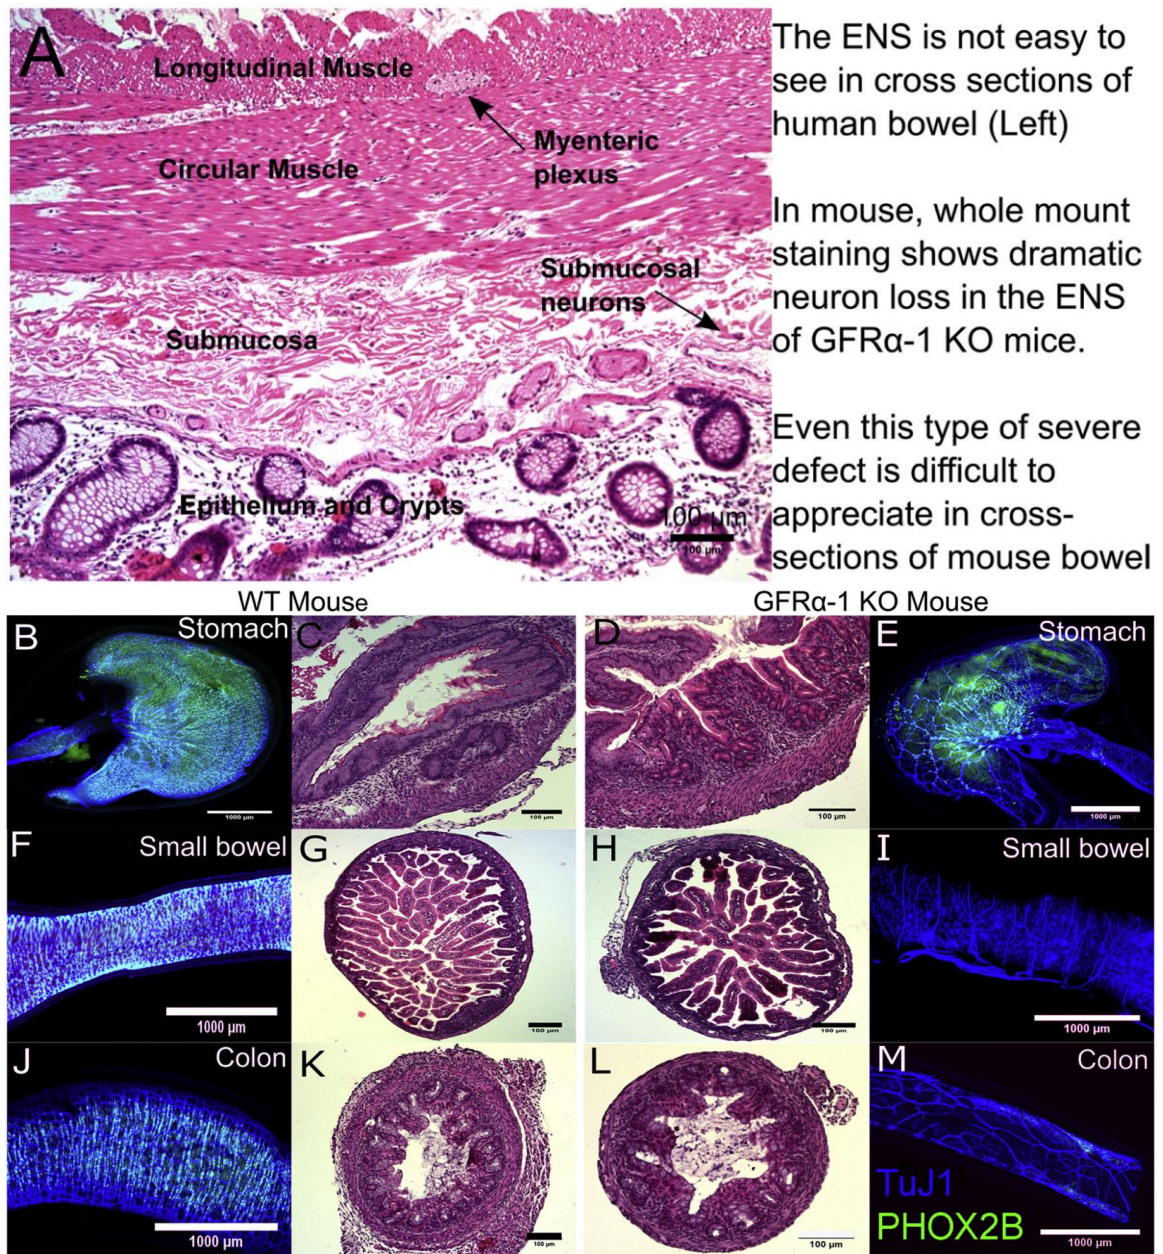 A
Longitudinal Muscle
Myenteric
plexus
Circular Muscle
Submucosal
neurons
Submucosa
Epithelium and Crypts
100 µm
100 µm
The ENS is not easy to
see in cross sections of
human bowel (Left)
In mouse, whole mount
staining shows dramatic
neuron loss in the ENS
of GFRα-1 KO mice.
Even this type of severe
defect is difficult to
appreciate in cross-
sections of mouse bowel
WT Mouse
GFRα-1 KO Mouse
B
Stomach
1000 µm
C
100 µm
D
100 µm
E
Stomach
1000 µm
F
Small bowel
1000 µm
G
100 µm
H
100 µm
I
Small bowel
1000 µm
J
Colon
1000 µm
K
100 µm
L
100 µm
M
Colon
TuJ1
PHOX2B
1000 µm